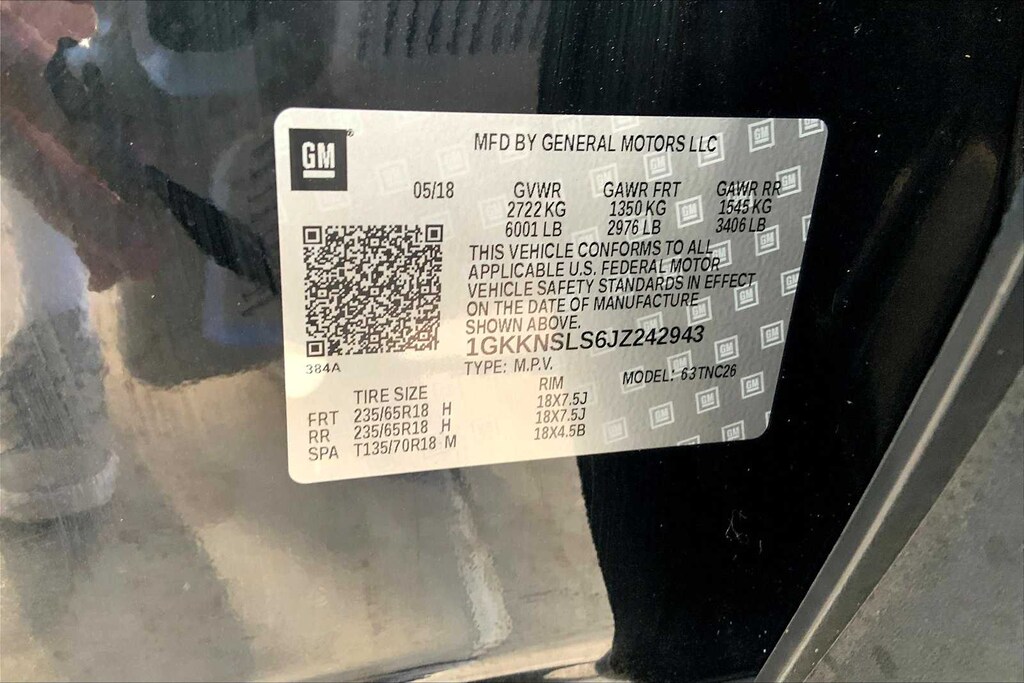 GM
MFD BY GENERAL MOTORS LLC
05/18 GVWR GAWR FRT GAWR RR
2722 KG 1350 KG 1545 KG
6001 LB 2976 LB 3406 LB
THIS VEHICLE CONFORMS TO ALL
APPLICABLE U.S. FEDERAL MOTOR
VEHICLE SAFETY STANDARDS IN EFFECT
ON THE DATE OF MANUFACTURE
SHOWN ABOVE.
1GKKNSLS6JZ242943
384A
TYPE: M.P.V. MODEL: 63TNC26
TIRE SIZE RIM
FRT 235/65R18 H 18X7.5J
RR 235/65R18 H 18X7.5J
SPA T135/70R18 M 18X4.5B